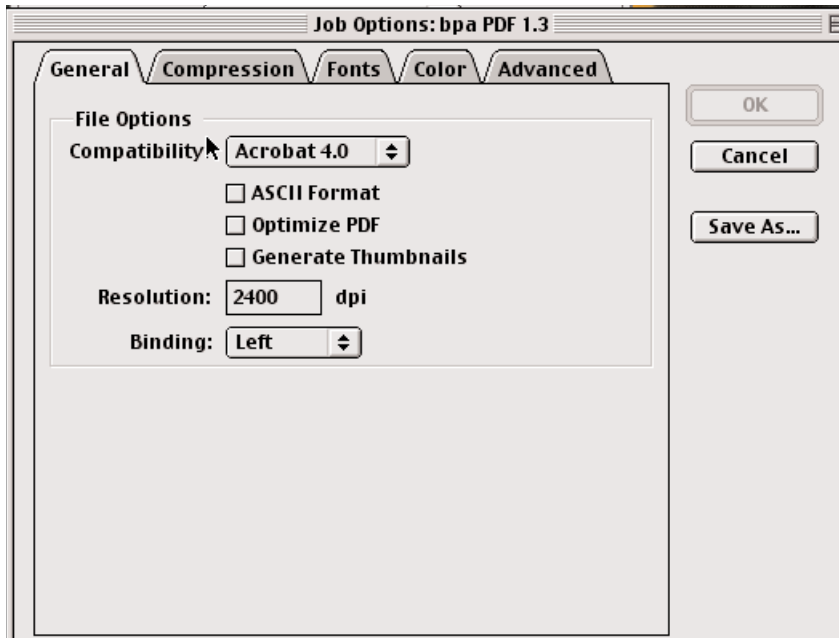 Job Options: bpa PDF 1.3
General Compression Fonts Color Advanced
File Options
Compatibility: Acrobat 4.0
ASCII Format
Optimize PDF
Generate Thumbnails
Resolution: 2400 dpi
Binding: Left
OK
Cancel
Save As...